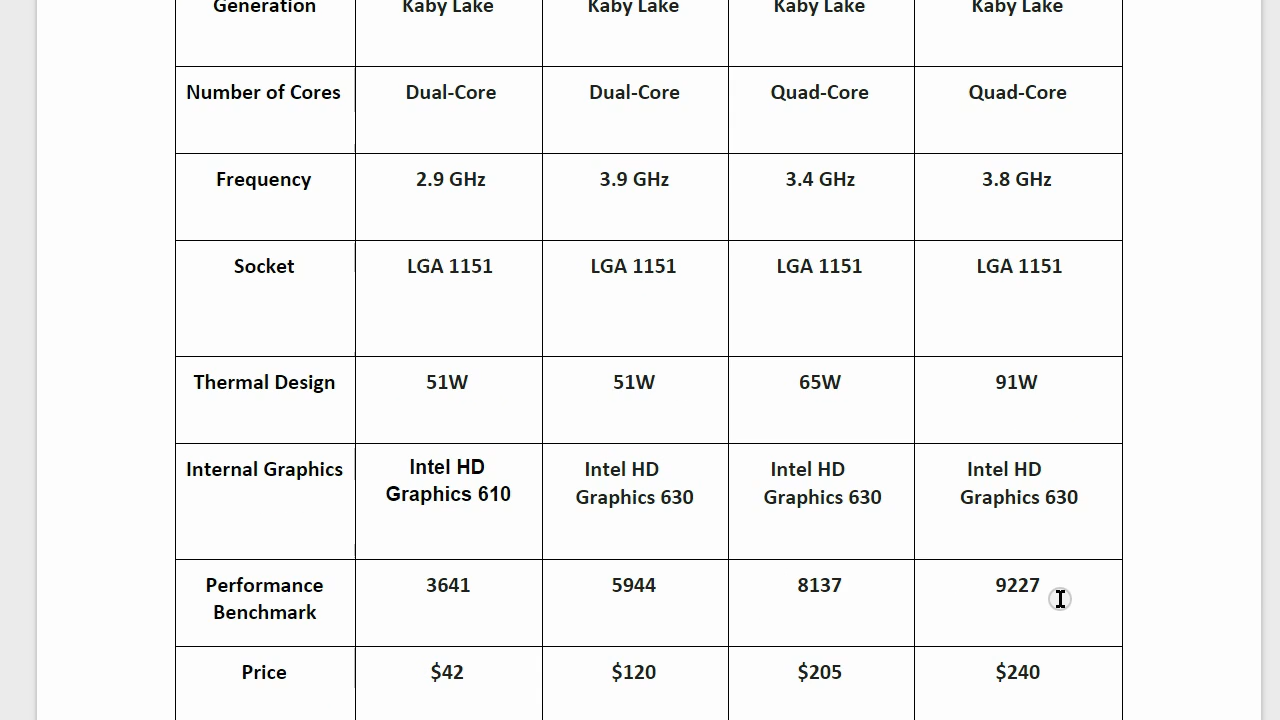 Generation Kaby Lake Kaby Lake Kaby Lake Kaby Lake
Number of Cores Dual-Core Dual-Core Quad-Core Quad-Core
Frequency 2.9 GHz 3.9 GHz 3.4 GHz 3.8 GHz
Socket LGA 1151 LGA 1151 LGA 1151 LGA 1151
Thermal Design 51W 51W 65W 91W
Internal Graphics Intel HD Intel HD Intel HD Intel HD
Graphics 610 Graphics 630 Graphics 630 Graphics 630
Performance 3641 5944 8137 9227
Benchmark
Price $42 $120 $205 $240